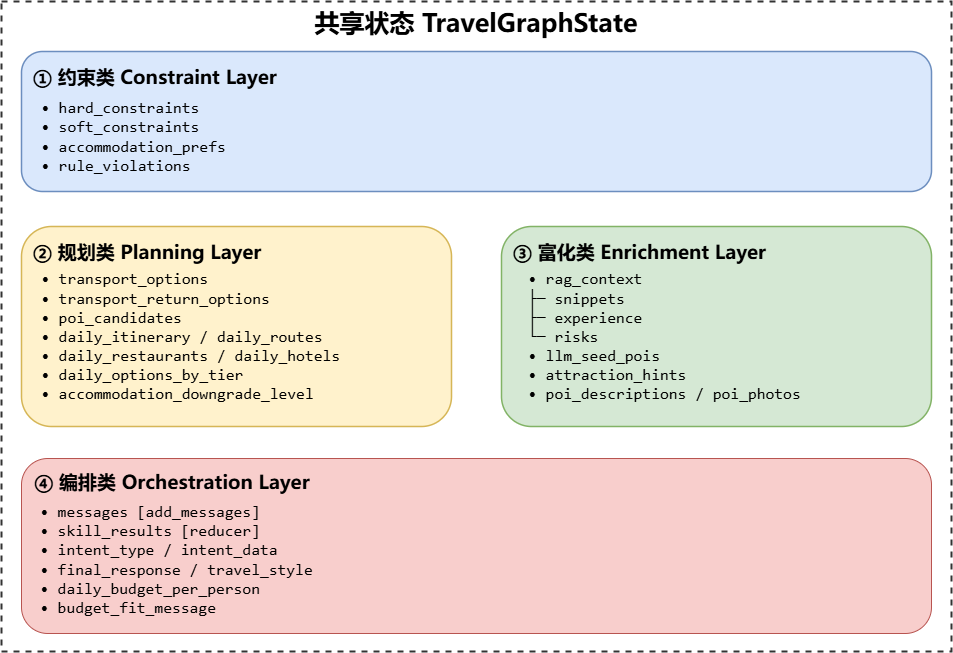 共享状态 TravelGraphState
① 约束类 Constraint Layer
• hard_constraints
• soft_constraints
• accommodation_prefs
• rule_violations
② 规划类 Planning Layer
• transport_options
• transport_return_options
• poi_candidates
• daily_itinerary / daily_routes
• daily_restaurants / daily_hotels
• daily_options_by_tier
• accommodation_downgrade_level
③ 富化类 Enrichment Layer
• rag_context
├─ snippets
├─ experience
└─ risks
• llm_seed_pois
• attraction_hints
• poi_descriptions / poi_photos
④ 编排类 Orchestration Layer
• messages [add_messages]
• skill_results [reducer]
• intent_type / intent_data
• final_response / travel_style
• daily_budget_per_person
• budget_fit_message